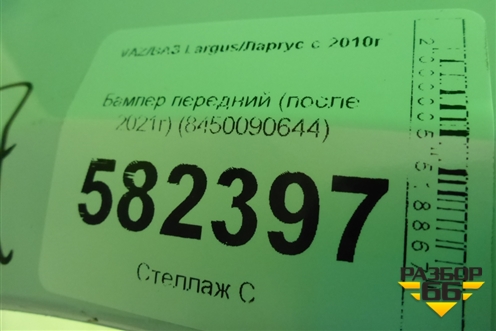 VAZ/ВАЗ Largus/Ларгус с 2010г
Бампер передний (после
2021г) (8450090644)
582397
Стеллаж С
РАЗБОР
66